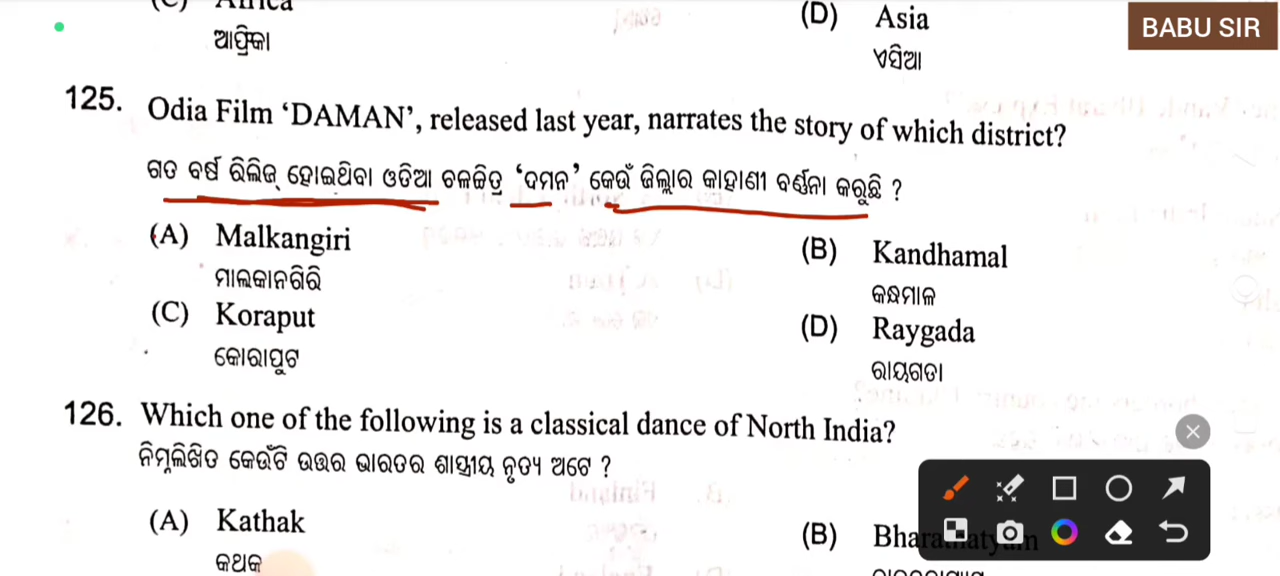 (C) Africa
(D) Asia
ଆଫ୍ରିକା
ଏସିଆ
BABU SIR
125. Odia Film ‘DAMAN’, released last year, narrates the story of which district?
ଗତ ବର୍ଷ ରିଲିଜ୍ ହୋଇଥିବା ଓଡିଆ ଚଳଚ୍ଚିତ୍ର ‘ଦମନ’ କେଉଁ ଜିଲ୍ଲାର କାହାଣୀ ବର୍ଣ୍ଣନା କରୁଛି ?
(A) Malkangiri
(B) Kandhamal
ମାଲକାନଗିରି
କନ୍ଧମାଳ
(C) Koraput
(D) Raygada
କୋରାପୁଟ
ରାୟଗଡା
126. Which one of the following is a classical dance of North India?
ନିମ୍ନଲିଖିତ କେଉଁଟି ଉତ୍ତର ଭାରତର ଶାସ୍ତ୍ରୀୟ ନୃତ୍ୟ ଅଟେ ?
(A) Kathak
(B) Bharatnatyam
କଥକ